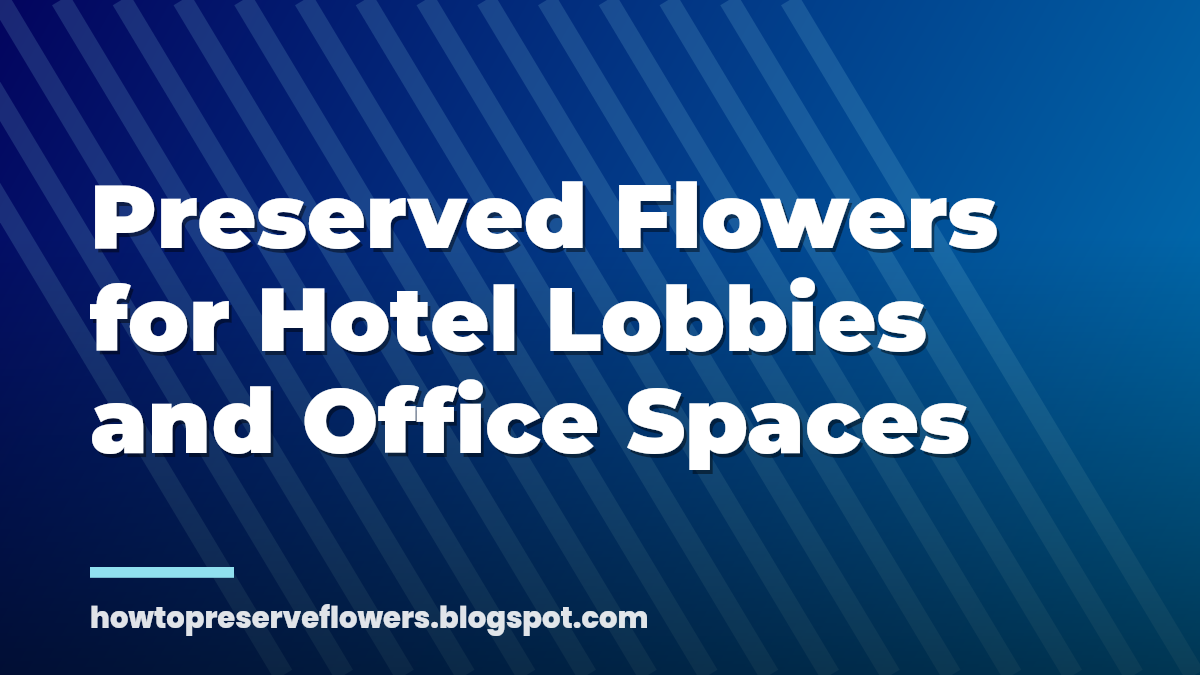 Preserved Flowers
for Hotel Lobbies
and Office Spaces
howtopreserveflowers.blogspot.com